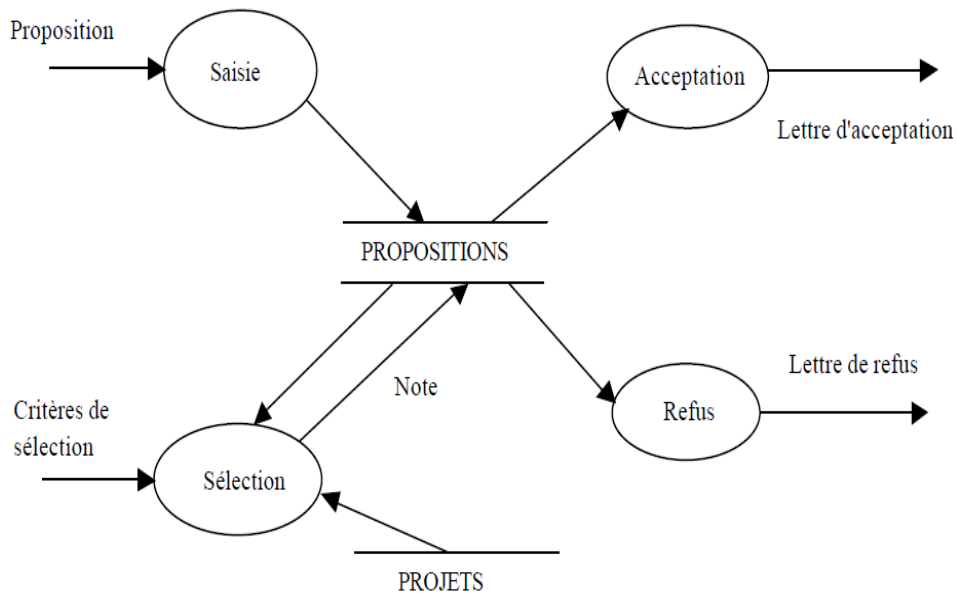 Proposition
Saisie
Acceptation
Lettre d'acceptation
PROPOSITIONS
Note
Lettre de refus
Refus
Critères de
sélection
Sélection
PROJETS